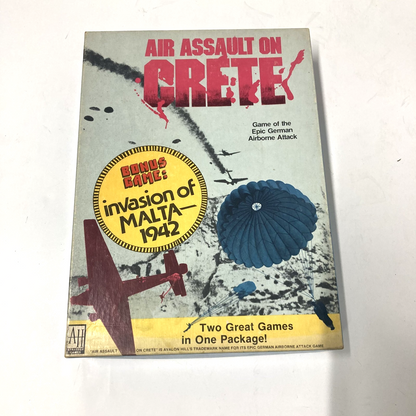 AIR ASSAULT ON
CRETE
Game of the
Epic German
Airborne Attack
BONUS
GAME:
invasion of
MALTA—
1942
Two Great Games
in One Package!
AH
"AIR ASSAULT ON CRETE" IS AVALON HILL'S TRADEMARK NAME FOR ITS EPIC GERMAN AIRBORNE ATTACK GAME